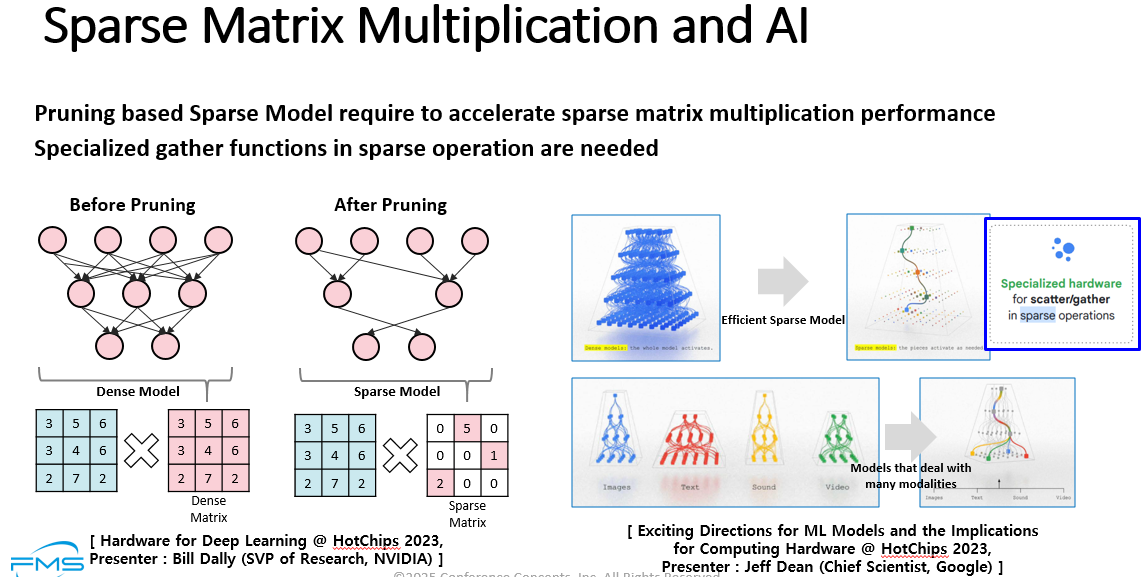 Sparse Matrix Multiplication and AI
Pruning based Sparse Model require to accelerate sparse matrix multiplication performance
Specialized gather functions in sparse operation are needed
Before Pruning
After Pruning
Dense Model
Sparse Model
3 5 6
3 4 6
2 7 2
3 5 6
3 4 6
2 7 2
Dense
Matrix
3 5 6
3 4 6
2 7 2
0 5 0
0 0 1
2 0 0
Sparse
Matrix
[ Hardware for Deep Learning @ HotChips 2023,
Presenter : Bill Dally (SVP of Research, NVIDIA) ]
Dense models: the whole model activates.
Efficient Sparse Model
Sparse models: the pieces activate as needed
Specialized hardware
for scatter/gather
in sparse operations
Images
Text
Sound
Video
Models that deal with
many modalities
Images
Text
Sound
Video
[ Exciting Directions for ML Models and the Implications
for Computing Hardware @ HotChips 2023,
Presenter : Jeff Dean (Chief Scientist, Google) ]
FMS
©2025 Conference Concepts, Inc. All Rights Reserved